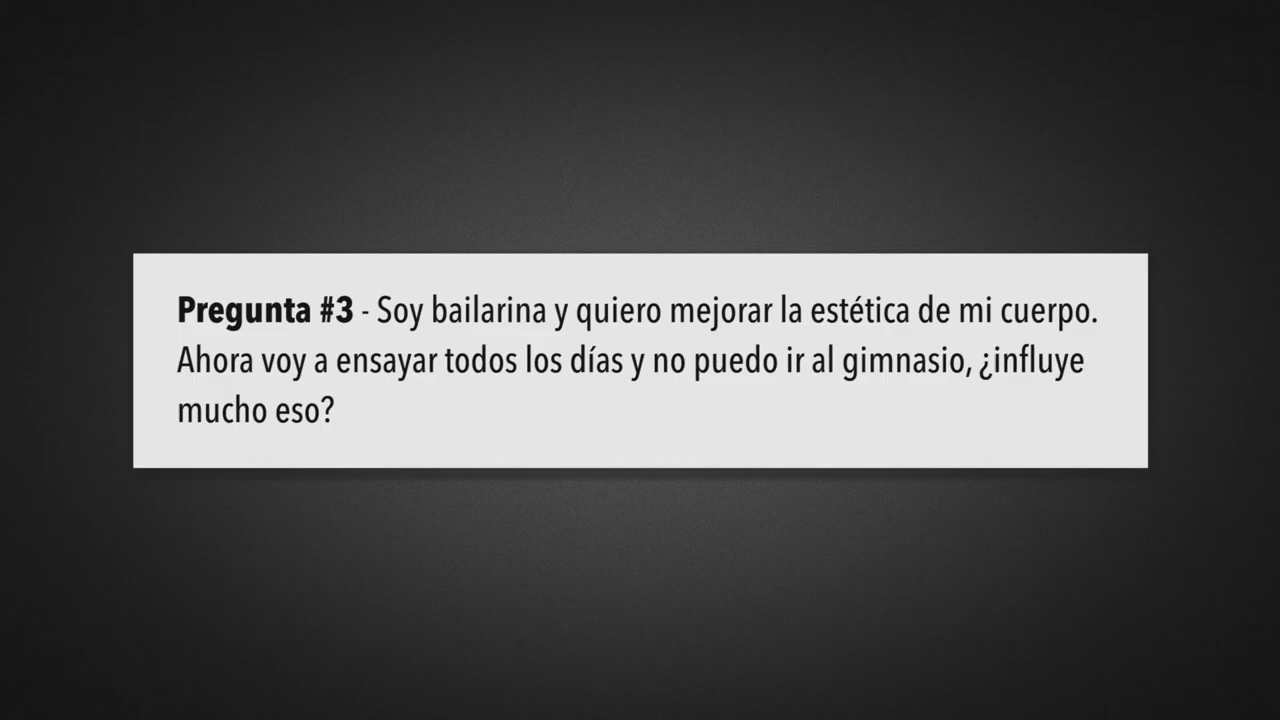 Pregunta #3 - Soy bailarina y quiero mejorar la estética de mi cuerpo.
Ahora voy a ensayar todos los días y no puedo ir al gimnasio, ¿influye
mucho eso?